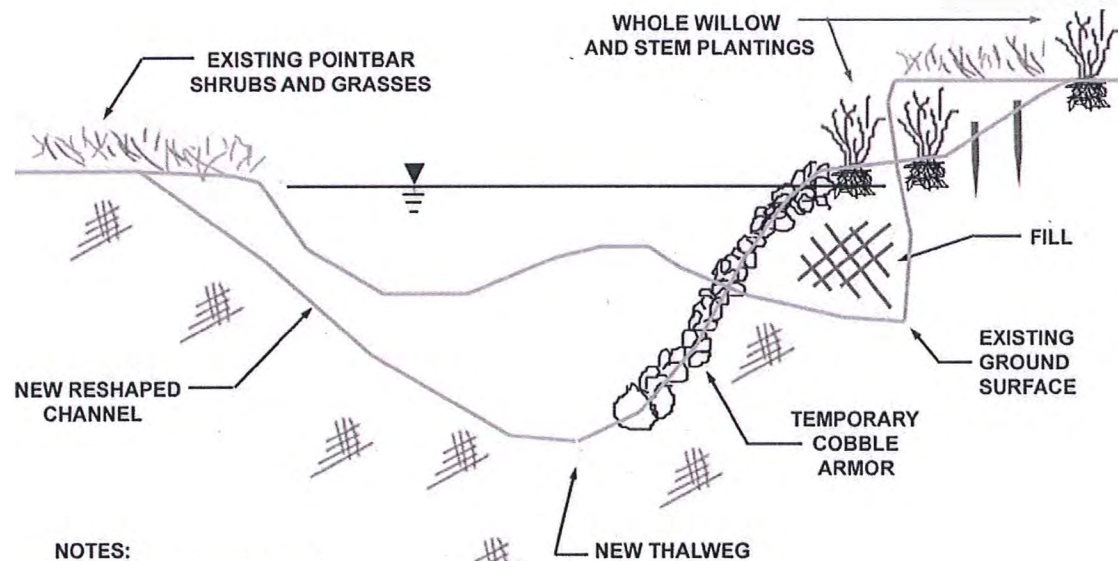 WHOLE WILLOW
AND STEM PLANTINGS
EXISTING POINTBAR
SHRUBS AND GRASSES
FILL
EXISTING
GROUND
SURFACE
NEW RESHAPED
CHANNEL
TEMPORARY
COBBLE
ARMOR
NOTES:
NEW THALWEG